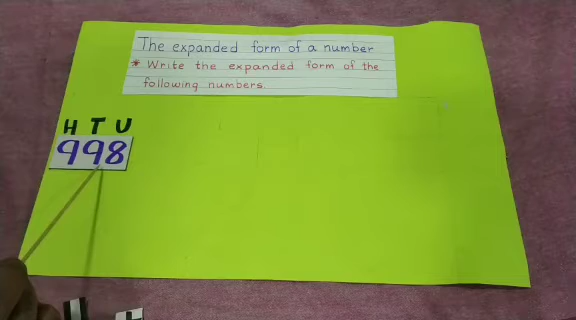 The expanded form of a number
* Write the expanded form of the
following numbers.
H T U
998